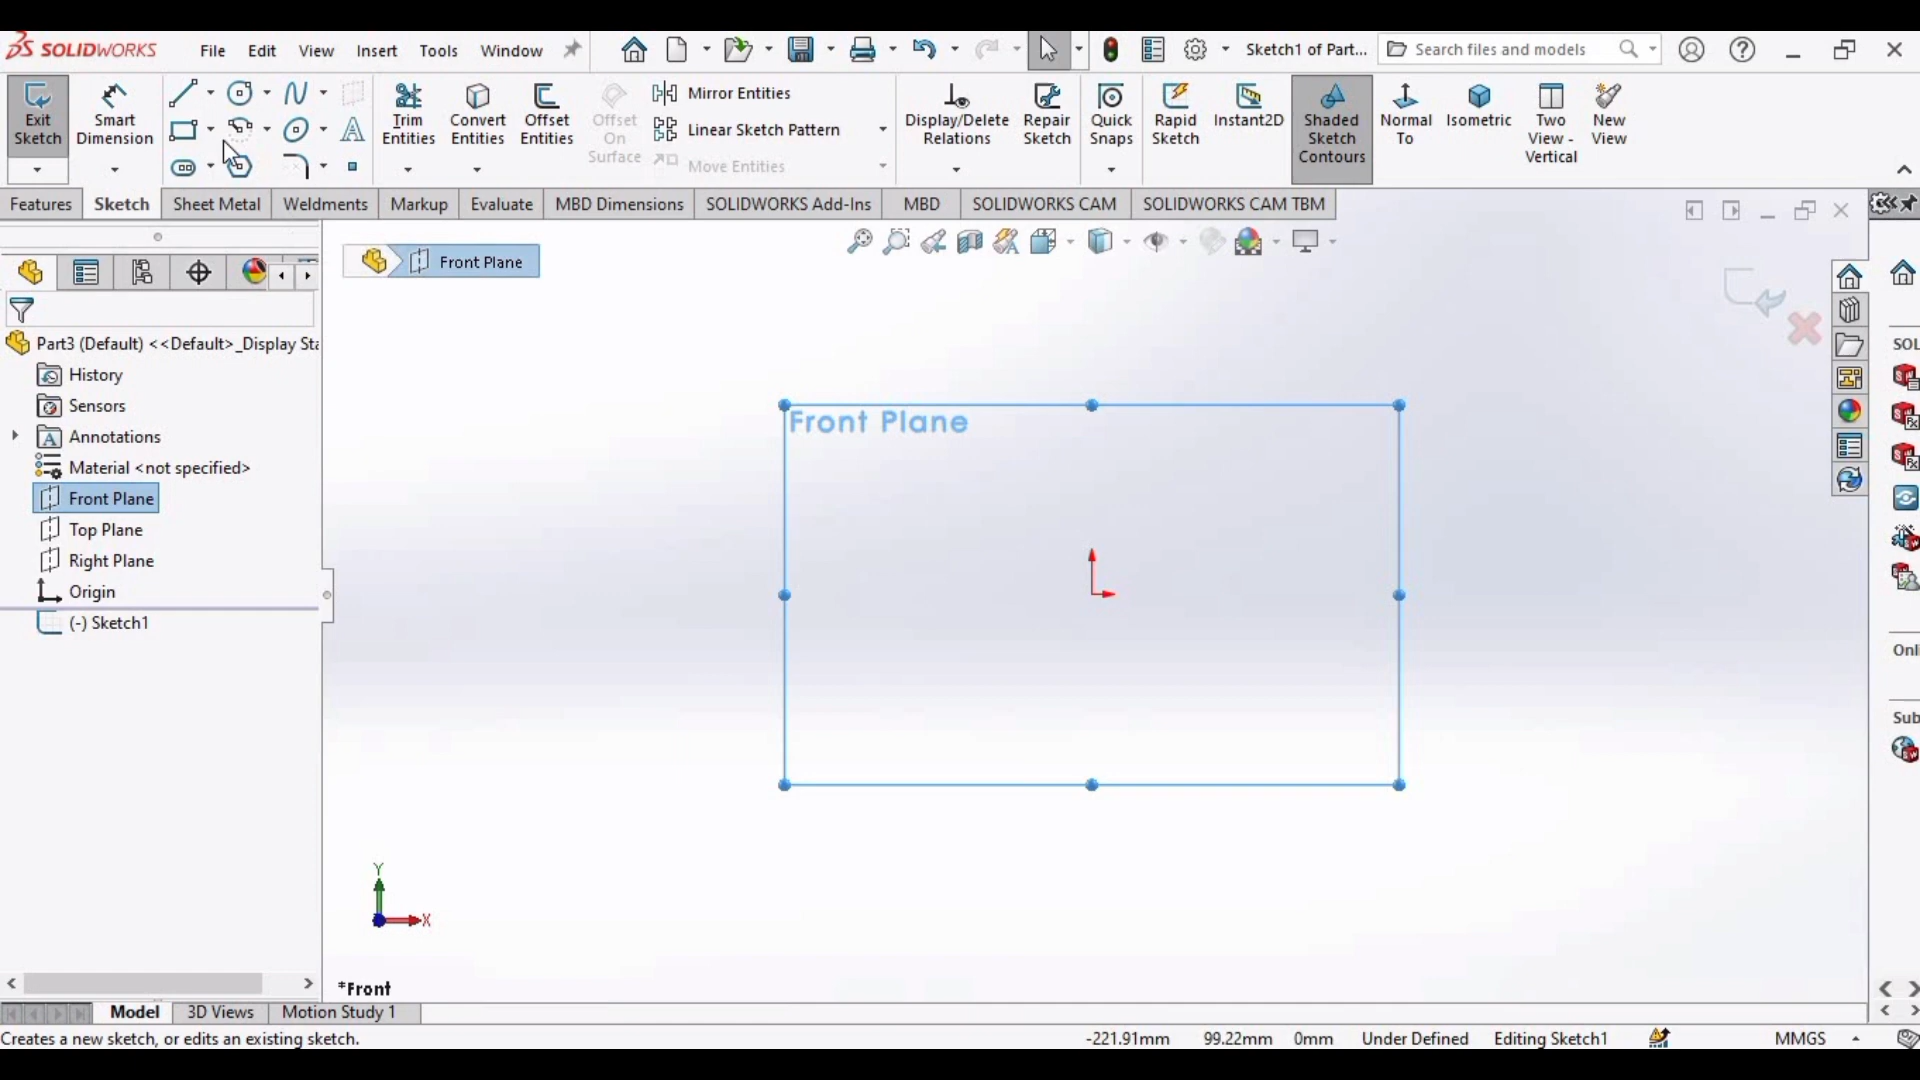 SOLIDWORKS File Edit View Insert Tools Window Sketch1 of Part... Search files and models
Exit Sketch
Smart Dimension
Trim Entities
Convert Entities
Offset Entities
Offset On Surface
Mirror Entities
Linear Sketch Pattern
Move Entities
Display/Delete Relations
Repair Sketch
Quick Snaps
Rapid Sketch
Instant2D
Shaded Sketch Contours
Normal To
Isometric
Two View - Vertical
New View
Features Sketch Sheet Metal Weldments Markup Evaluate MBD Dimensions SOLIDWORKS Add-Ins MBD SOLIDWORKS CAM SOLIDWORKS CAM TBM
Front Plane
Part3 (Default) <<Default>_Display Sta
History
Sensors
Annotations
Material <not specified>
Front Plane
Top Plane
Right Plane
Origin
(-) Sketch1
Front Plane
Y
X
*Front
SOL
Onli
Sub
Model 3D Views Motion Study 1
Creates a new sketch, or edits an existing sketch. -221.91mm 99.22mm 0mm Under Defined Editing Sketch1 MMGS